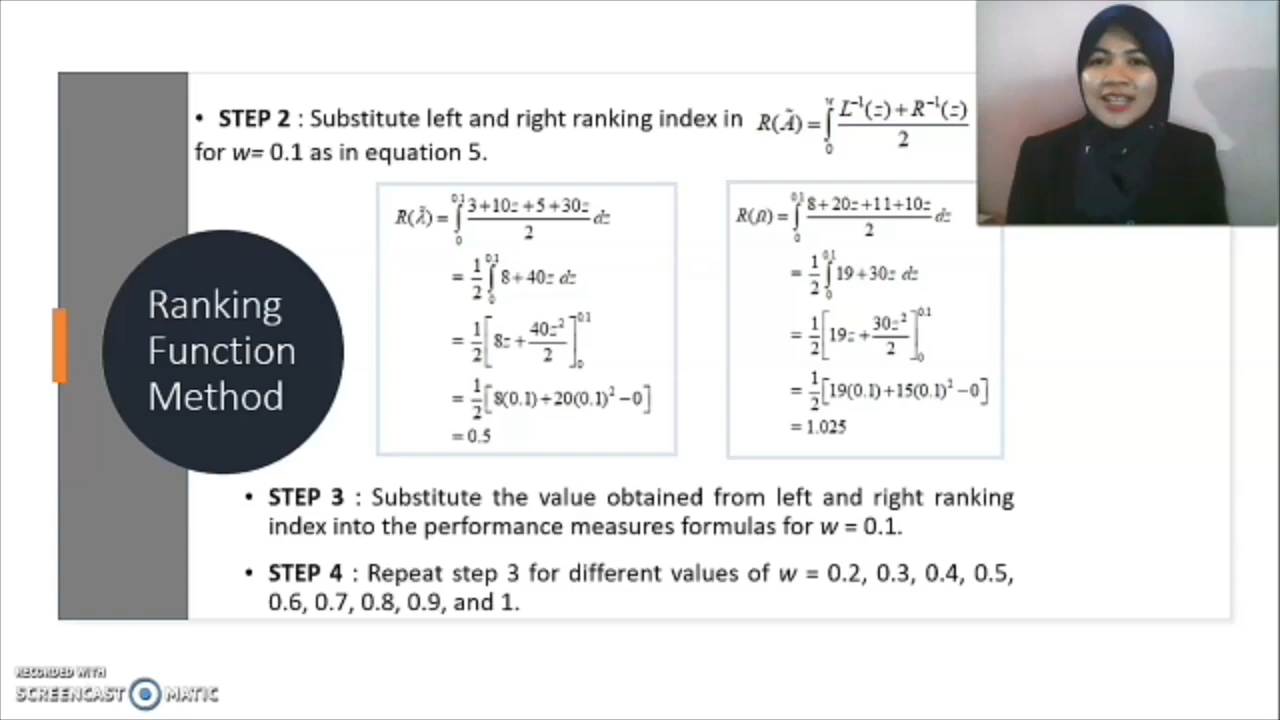 • STEP 2 : Substitute left and right ranking index in R(Ã) = ∫₀ʷ (L⁻¹(z) + R⁻¹(z))/2
for w= 0.1 as in equation 5.
R(λ̃) = ∫₀^0.1 (3+10z+5+30z)/2 dz
= 1/2 ∫₀^0.1 8+40z dz
= 1/2 [8z + 40z²/2]₀^0.1
= 1/2 [8(0.1)+20(0.1)² −0]
= 0.5
R(μ̃) = ∫₀^0.1 (8+20z+11+10z)/2 dz
= 1/2 ∫₀^0.1 19+30z dz
= 1/2 [19z + 30z²/2]₀^0.1
= 1/2 [19(0.1)+15(0.1)² −0]
= 1.025
Ranking
Function
Method
• STEP 3 : Substitute the value obtained from left and right ranking
index into the performance measures formulas for w = 0.1.
• STEP 4 : Repeat step 3 for different values of w = 0.2, 0.3, 0.4, 0.5,
0.6, 0.7, 0.8, 0.9, and 1.
RECORDED WITH
SCREENCAST MATIC